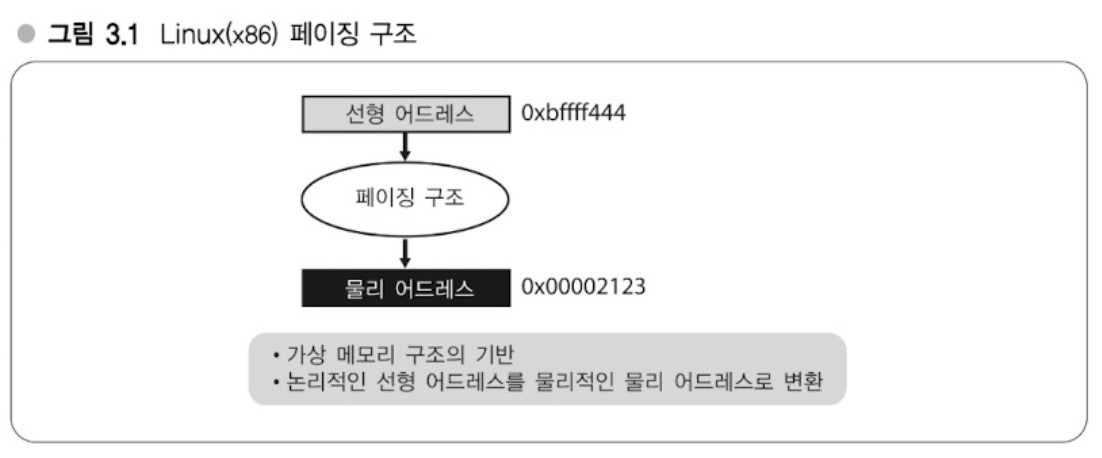 ● 그림 3.1 Linux(x86) 페이징 구조
선형 어드레스 0xbffff444
페이징 구조
물리 어드레스 0x00002123
• 가상 메모리 구조의 기반
• 논리적인 선형 어드레스를 물리적인 물리 어드레스로 변환